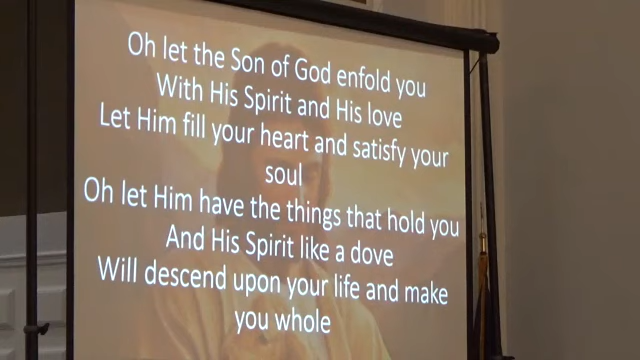 Oh let the Son of God enfold you
With His Spirit and His love
Let Him fill your heart and satisfy your
soul
Oh let Him have the things that hold you
And His Spirit like a dove
Will descend upon your life and make
you whole